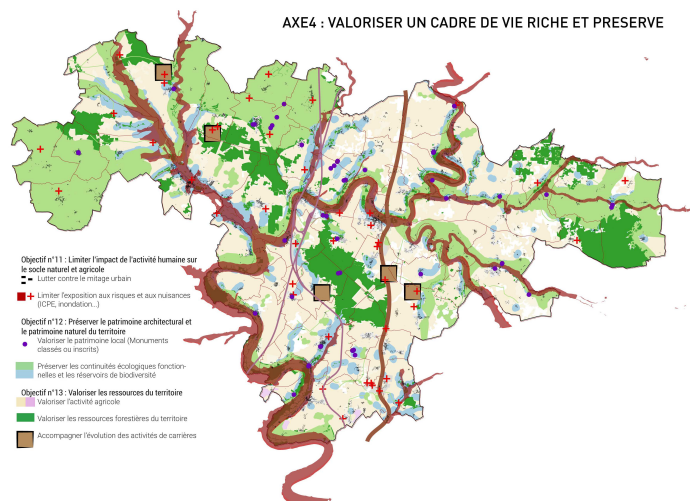 AXE4 : VALORISER UN CADRE DE VIE RICHE ET PRESERVE
Objectif n°11 : Limiter l'impact de l'activité humaine sur
le socle naturel et agricole
Lutter contre le mitage urbain
Limiter l'exposition aux risques et aux nuisances
(ICPE, inondation...)
Objectif n°12 : Préserver le patrimoine architectural et
le patrimoine naturel du territoire
Valoriser le patrimoine local (Monuments
classés ou inscrits)
Préserver les continuités écologiques fonction-
nelles et les réservoirs de biodiversité
Objectif n°13 : Valoriser les ressources du territoire
Valoriser l'activité agricole
Valoriser les ressources forestières du territoire
Accompagner l'évolution des activités de carrières